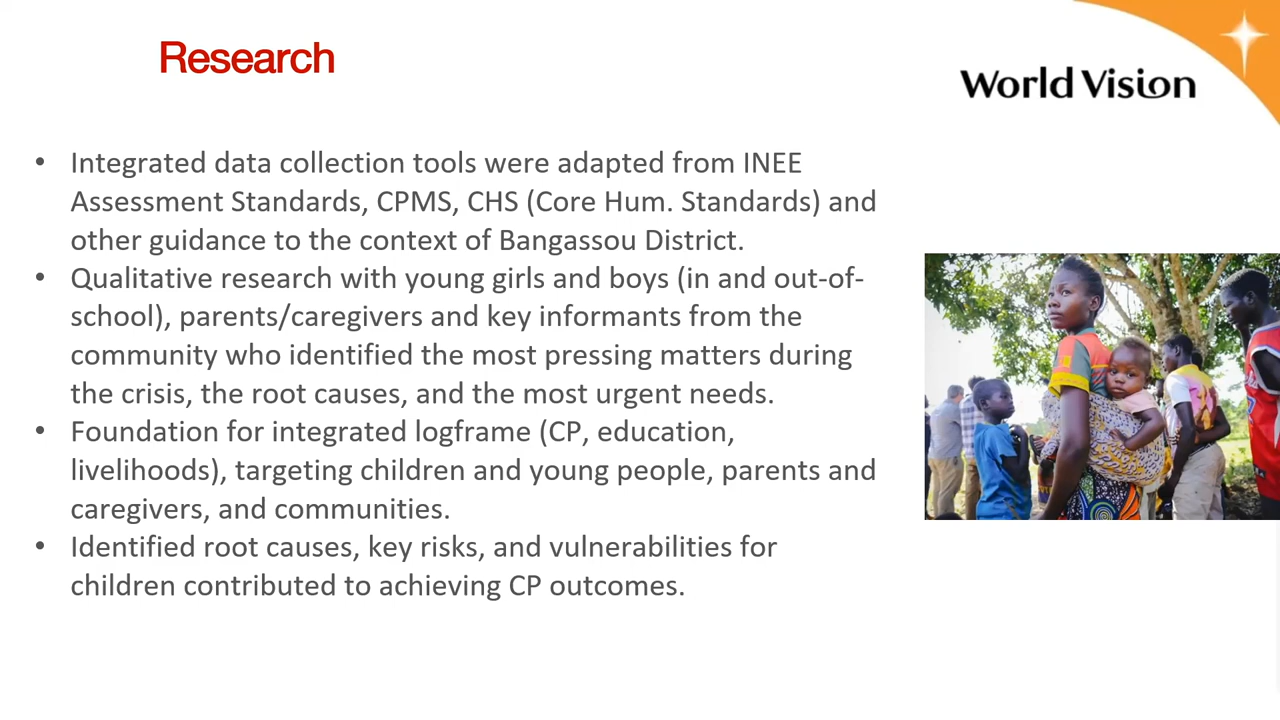 Research
World Vision
• Integrated data collection tools were adapted from INEE
Assessment Standards, CPMS, CHS (Core Hum. Standards) and
other guidance to the context of Bangassou District.
• Qualitative research with young girls and boys (in and out-of-
school), parents/caregivers and key informants from the
community who identified the most pressing matters during
the crisis, the root causes, and the most urgent needs.
• Foundation for integrated logframe (CP, education,
livelihoods), targeting children and young people, parents and
caregivers, and communities.
• Identified root causes, key risks, and vulnerabilities for
children contributed to achieving CP outcomes.